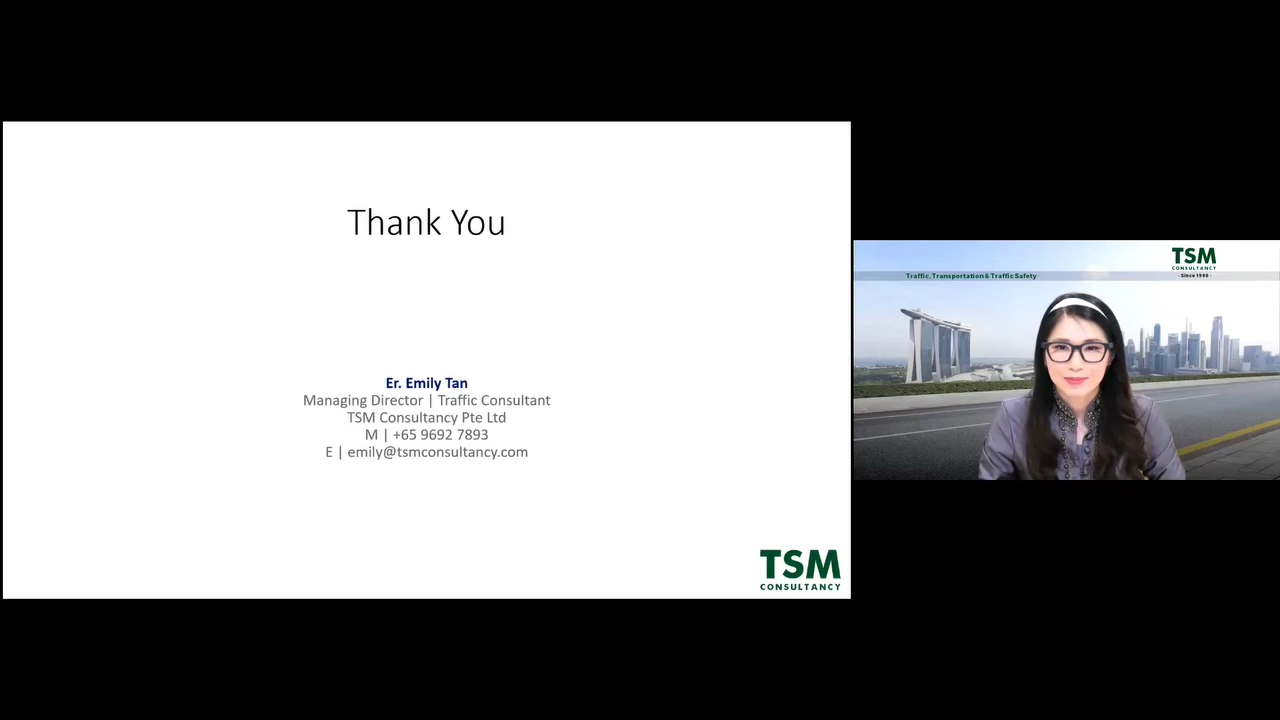 Thank You
Er. Emily Tan
Managing Director | Traffic Consultant
TSM Consultancy Pte Ltd
M | +65 9692 7893
E | emily@tsmconsultancy.com
TSM
CONSULTANCY
TSM
CONSULTANCY
- Since 1998 -
Traffic, Transportation & Traffic Safety